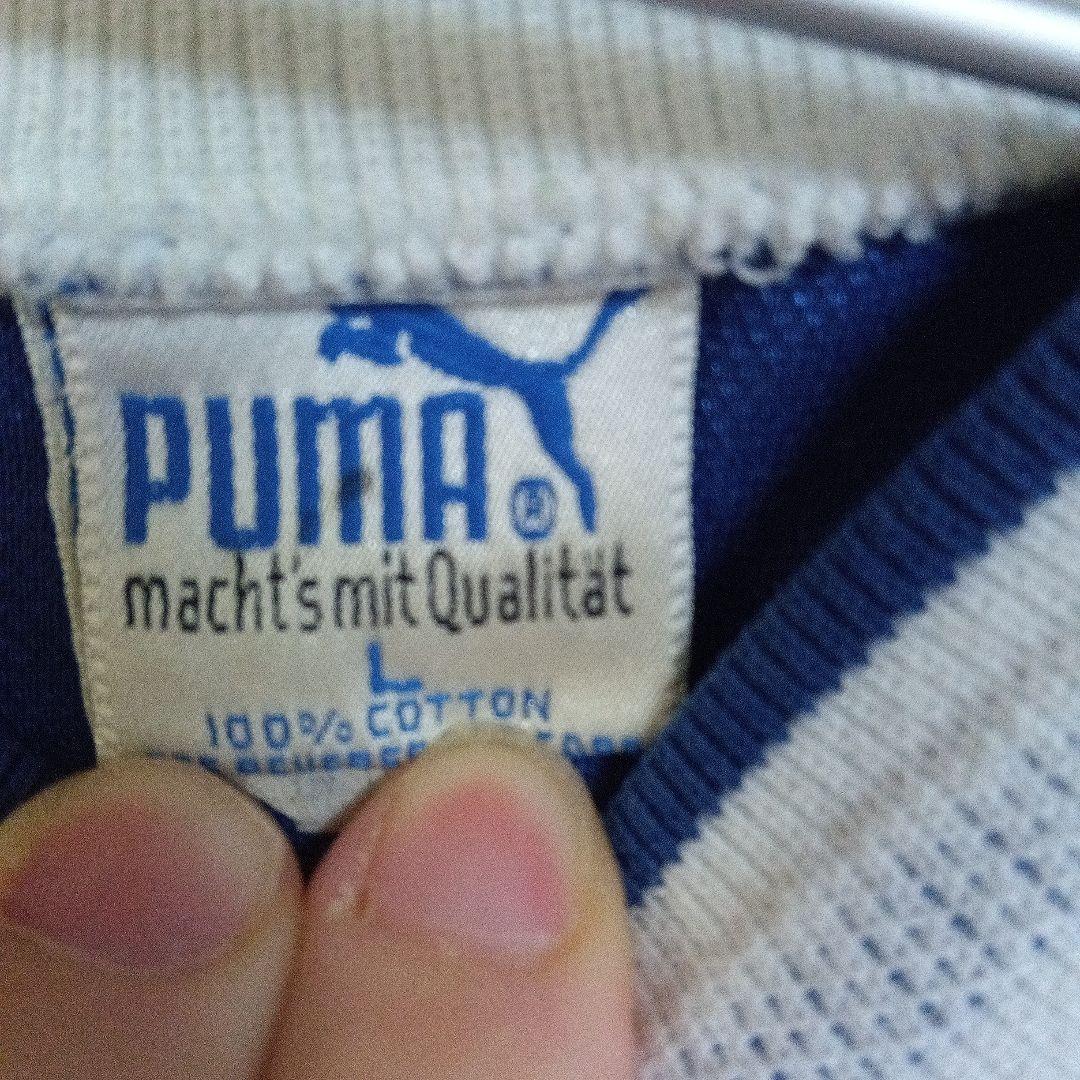 PUMA®
macht's mit Qualität
L
100% COTTON